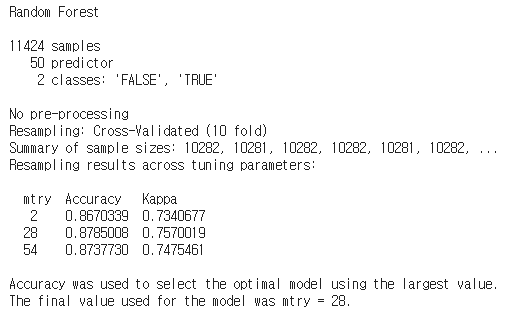 Random Forest
11424 samples
50 predictor
2 classes: 'FALSE', 'TRUE'
No pre-processing
Resampling: Cross-Validated (10 fold)
Summary of sample sizes: 10282, 10281, 10282, 10282, 10281, 10282, ...
Resampling results across tuning parameters:
mtry Accuracy Kappa
2 0.8670339 0.7340677
28 0.8785008 0.7570019
54 0.8737730 0.7475461
Accuracy was used to select the optimal model using the largest value.
The final value used for the model was mtry = 28.